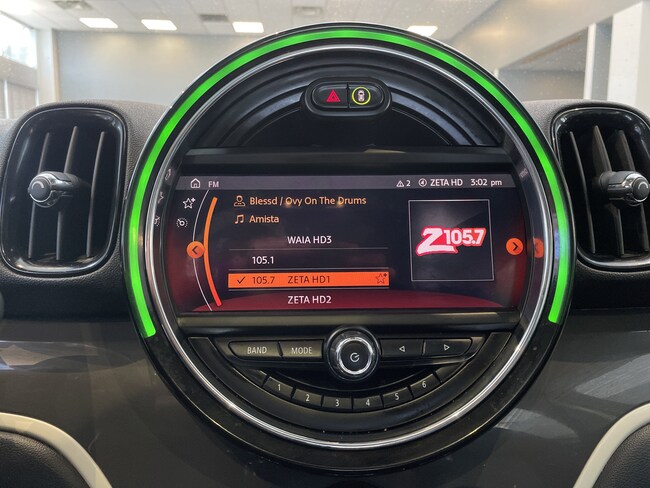 FM
2
4 ZETA HD
3:02 pm
Blessd / Ovy On The Drums
Amista
WAIA HD3
105.1
105.7 ZETA HD1
ZETA HD2
Z105.7
BAND
MODE
1 2 3 4 5 6